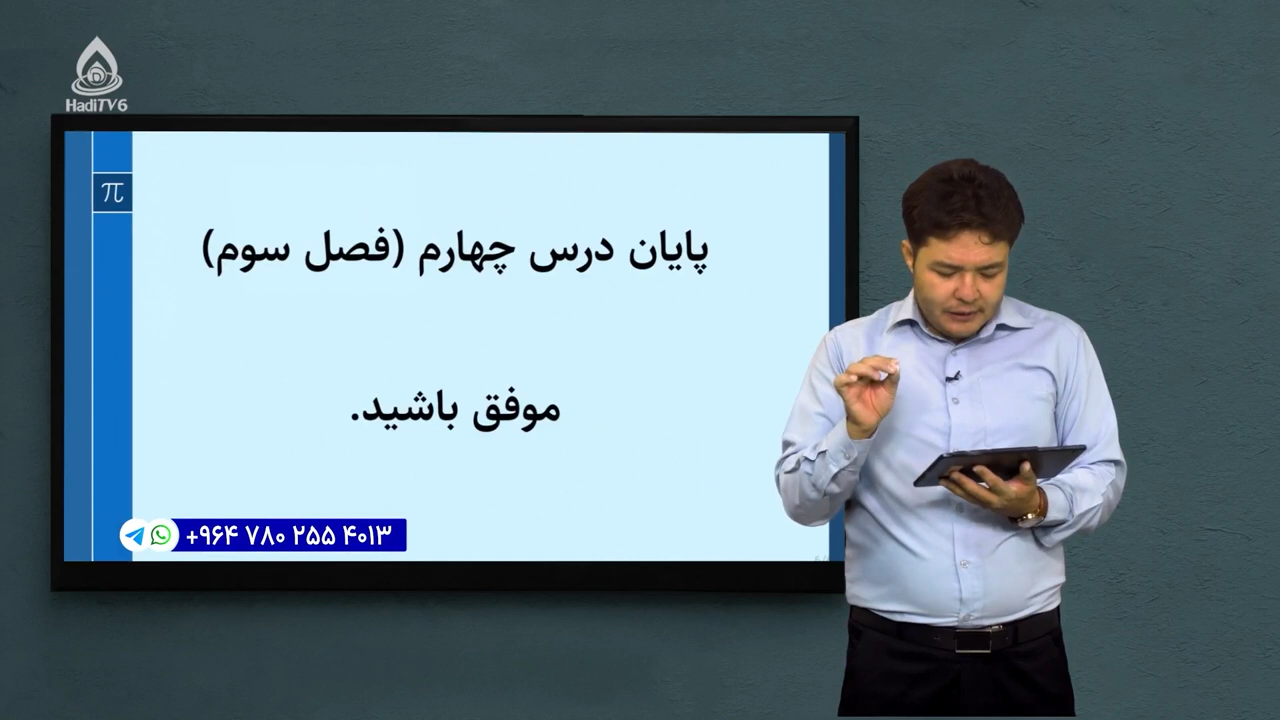 HadiTV6
π
پایان درس چهارم (فصل سوم)
موفق باشید.
+۹۶۴ ۷۸۰ ۲۵۵ ۴۰۱۳